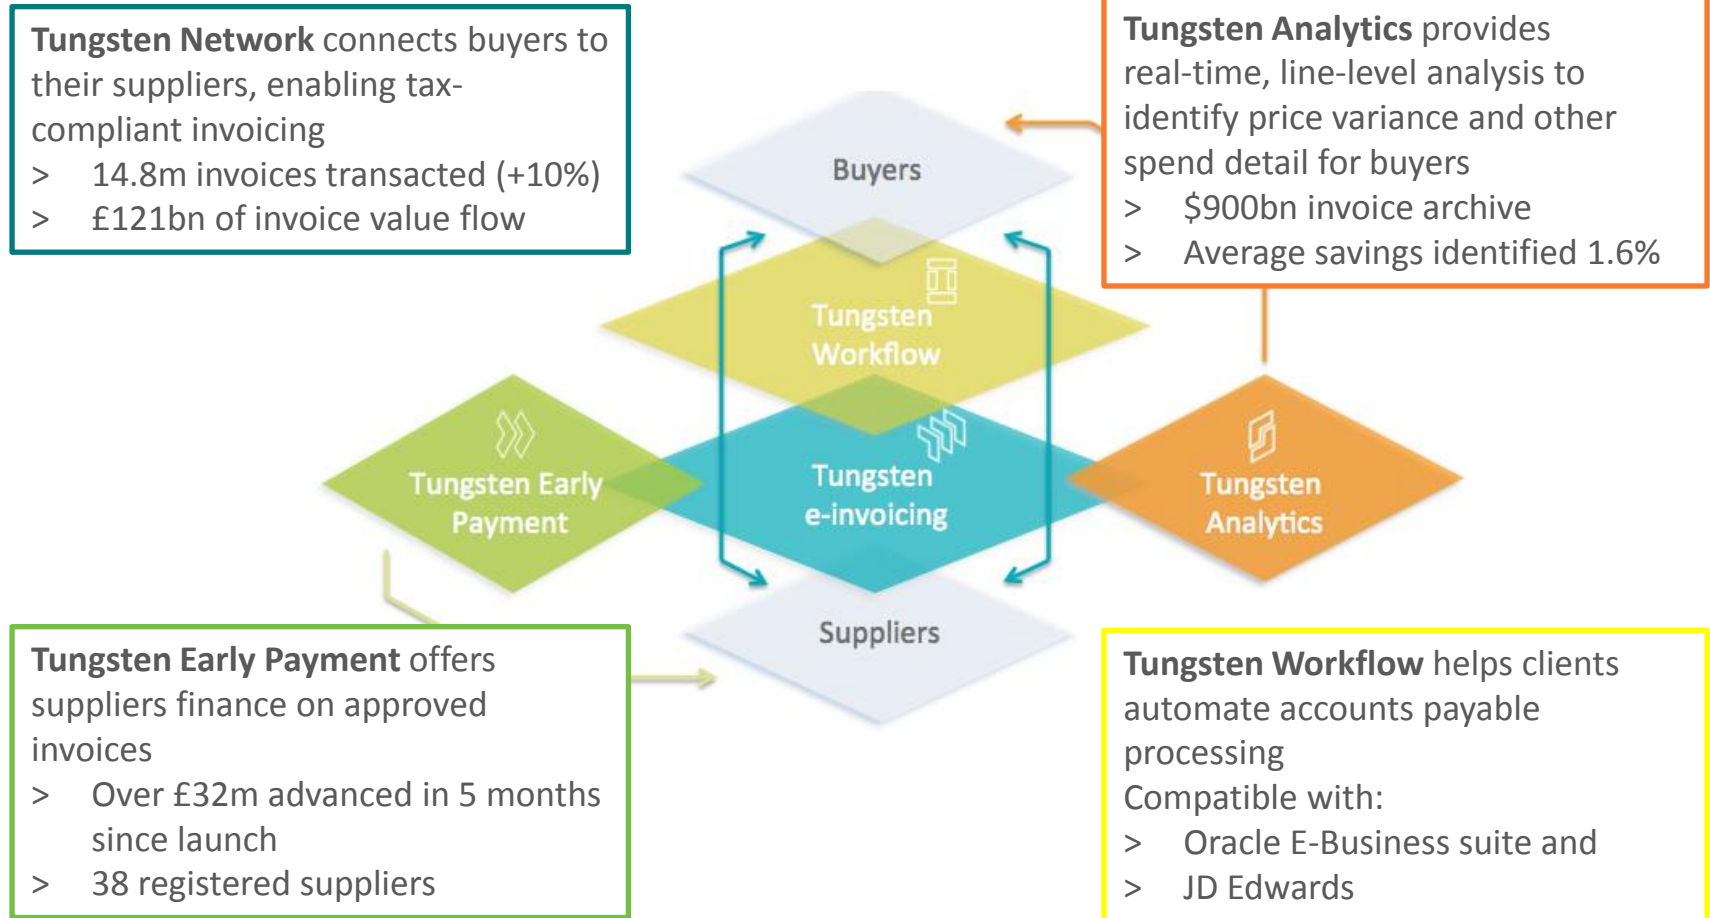 Tungsten Network connects buyers to
their suppliers, enabling tax-
compliant invoicing
> 14.8m invoices transacted (+10%)
> £121bn of invoice value flow
Tungsten Analytics provides
real-time, line-level analysis to
identify price variance and other
spend detail for buyers
> $900bn invoice archive
> Average savings identified 1.6%
Buyers
Tungsten
Workflow
Tungsten Early
Payment
Tungsten
e-invoicing
Tungsten
Analytics
Suppliers
Tungsten Early Payment offers
suppliers finance on approved
invoices
> Over £32m advanced in 5 months
since launch
> 38 registered suppliers
Tungsten Workflow helps clients
automate accounts payable
processing
Compatible with:
> Oracle E-Business suite and
> JD Edwards